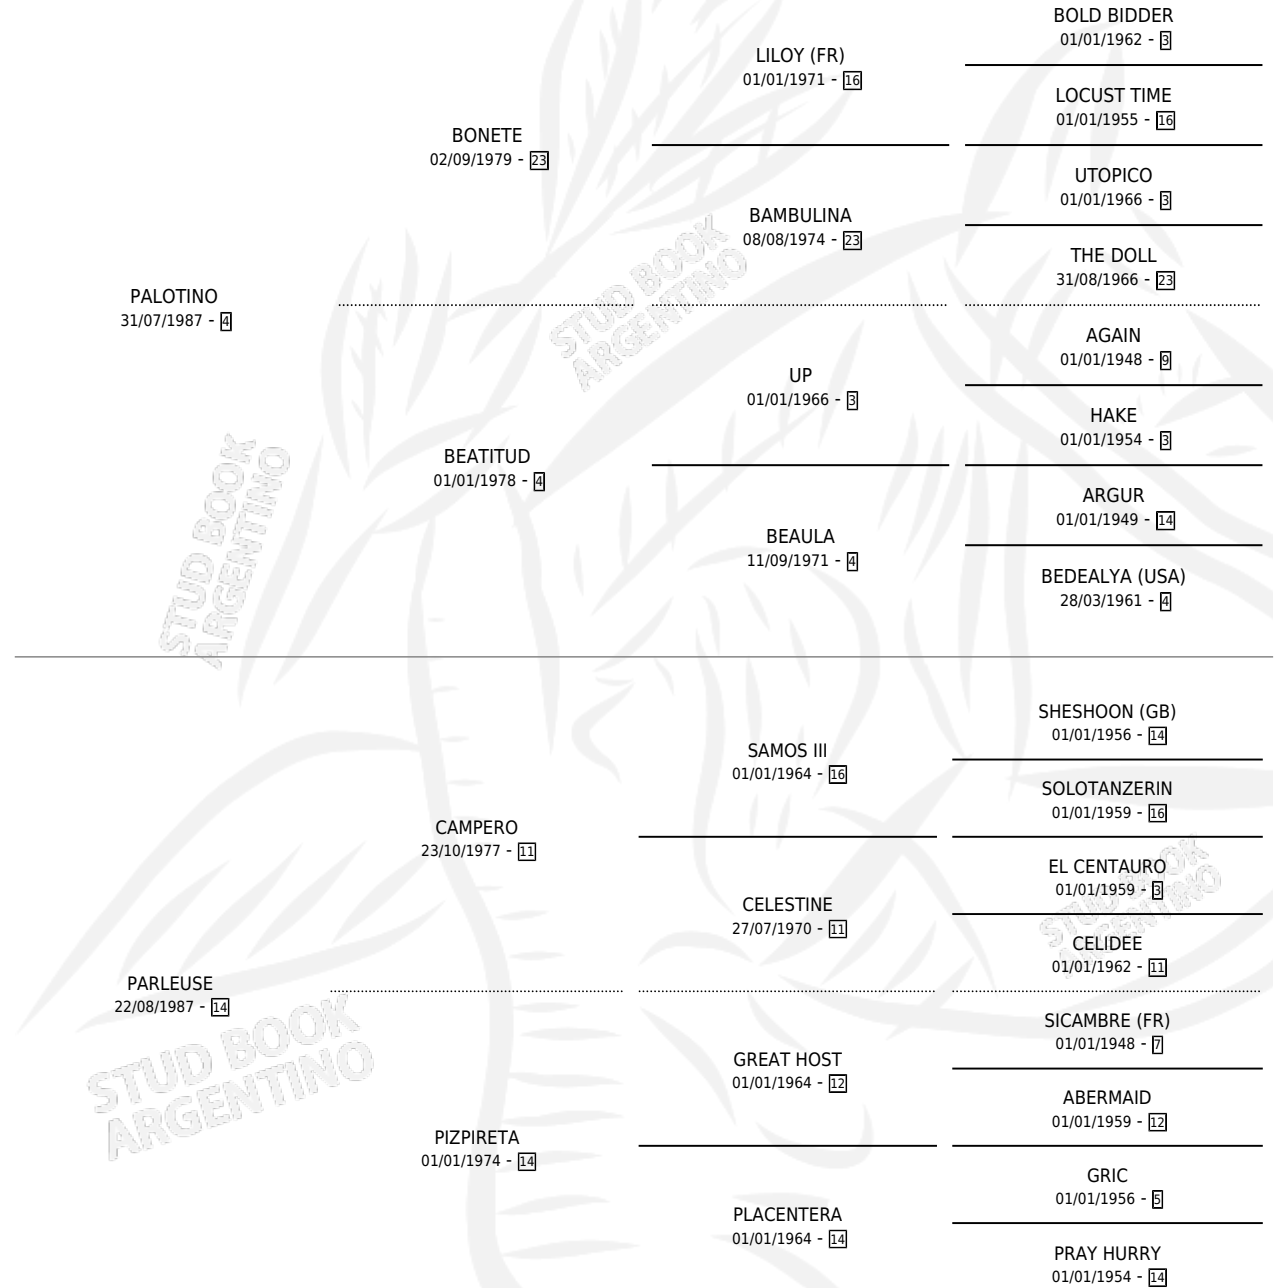 BOLD BIDDER
01/01/1962 - 3
LILOY (FR)
01/01/1971 - 16
LOCUST TIME
01/01/1955 - 16
BONETE
02/09/1979 - 23
UTOPICO
01/01/1966 - 3
BAMBULINA
08/08/1974 - 23
THE DOLL
31/08/1966 - 23
PALOTINO
31/07/1987 - 4
AGAIN
01/01/1948 - 9
UP
01/01/1966 - 3
HAKE
01/01/1954 - 3
BEATITUD
01/01/1978 - 4
ARGUR
01/01/1949 - 14
BEAULA
11/09/1971 - 4
BEDEALYA (USA)
28/03/1961 - 4
SHESHOON (GB)
01/01/1956 - 14
SAMOS III
01/01/1964 - 16
SOLOTANZERIN
01/01/1959 - 16
CAMPERO
23/10/1977 - 11
EL CENTAURO
01/01/1959 - 3
CELESTINE
27/07/1970 - 11
CELIDEE
01/01/1962 - 11
PARLEUSE
22/08/1987 - 14
SICAMBRE (FR)
01/01/1948 - 7
GREAT HOST
01/01/1964 - 12
ABERMAID
01/01/1959 - 12
PIZPIRETA
01/01/1974 - 14
GRIC
01/01/1956 - 5
PLACENTERA
01/01/1964 - 14
PRAY HURRY
01/01/1954 - 14
STUD BOOK
ARGENTINO
STUD BOOK
ARGENTINO
STUD BOOK
ARGENTINO
STUD BOOK
ARGENTINO